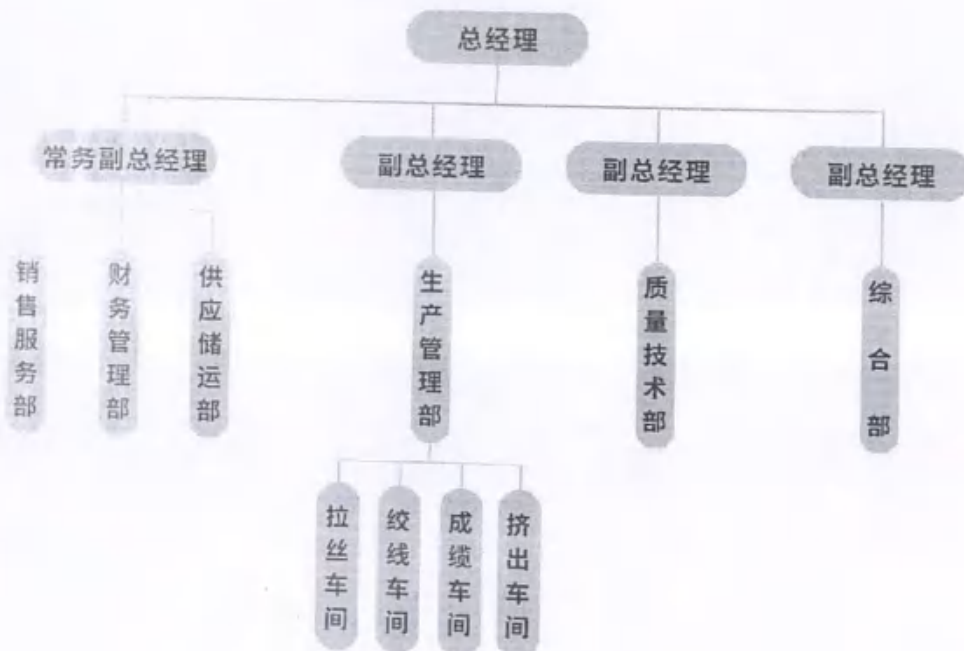 总经理
常务副总经理
副总经理
副总经理
副总经理
销售服务部
财务管理部
供应储运部
生产管理部
质量技术部
综合部
拉丝车间
绞线车间
成缆车间
挤出车间